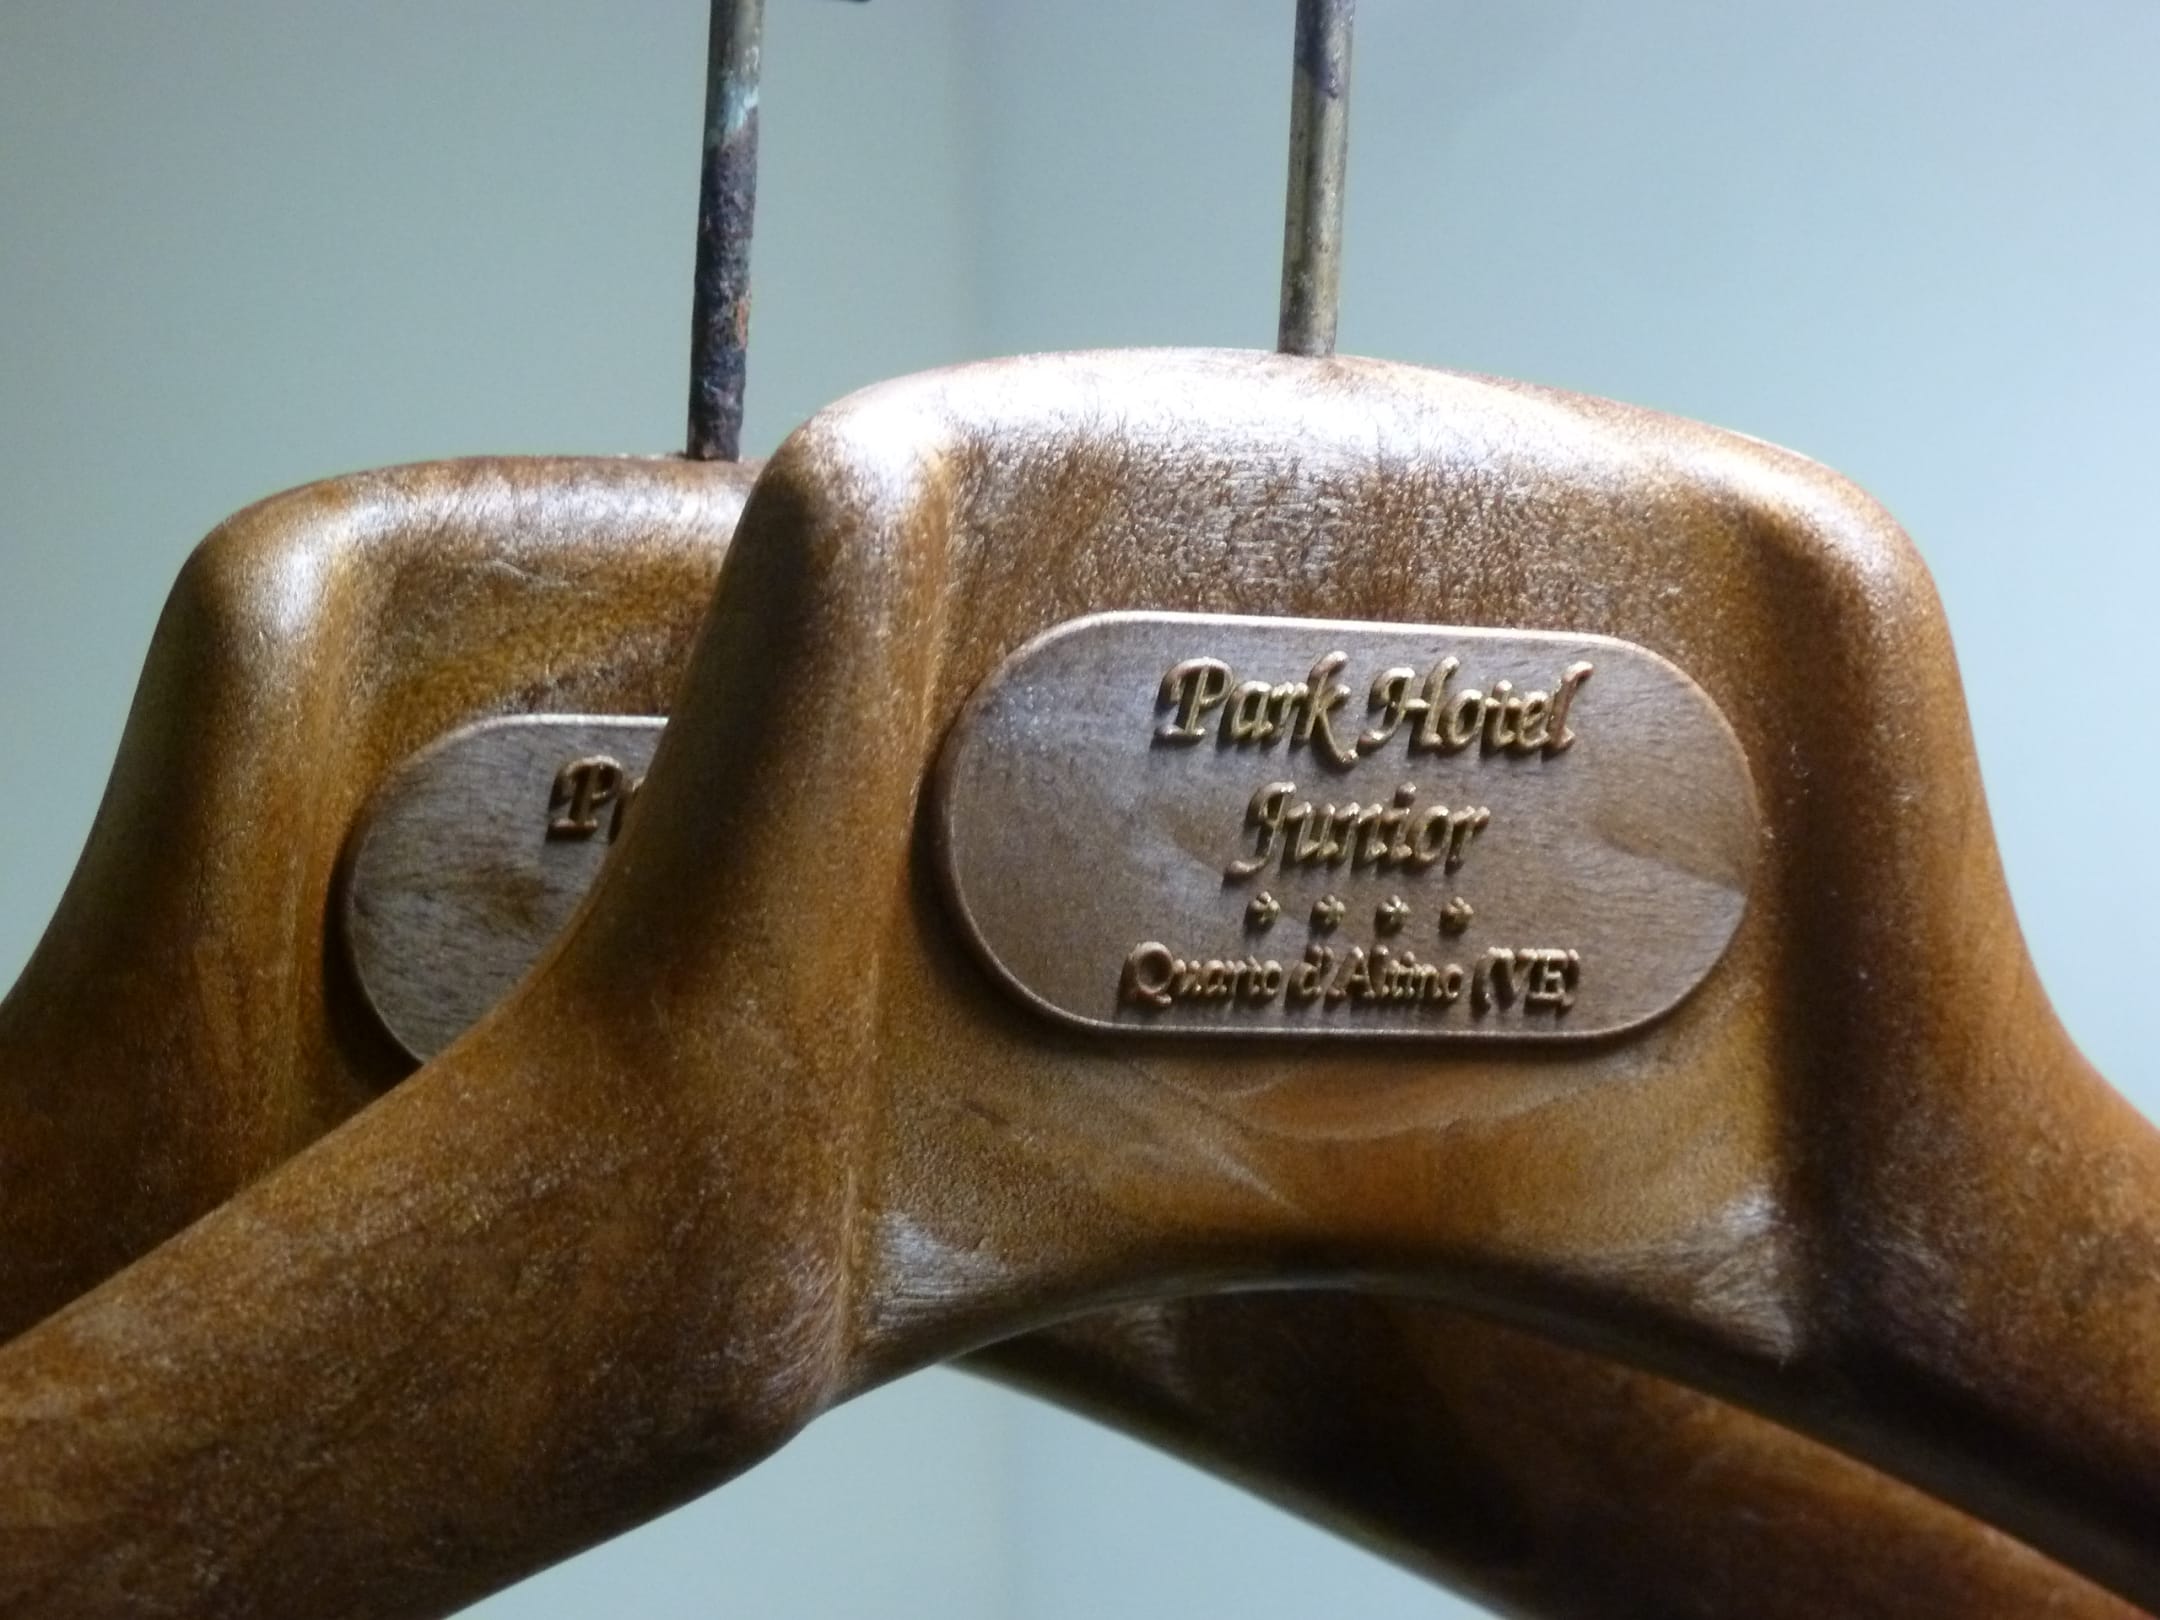 Park Hotel
Junior
Quarto d'Altino (VE)